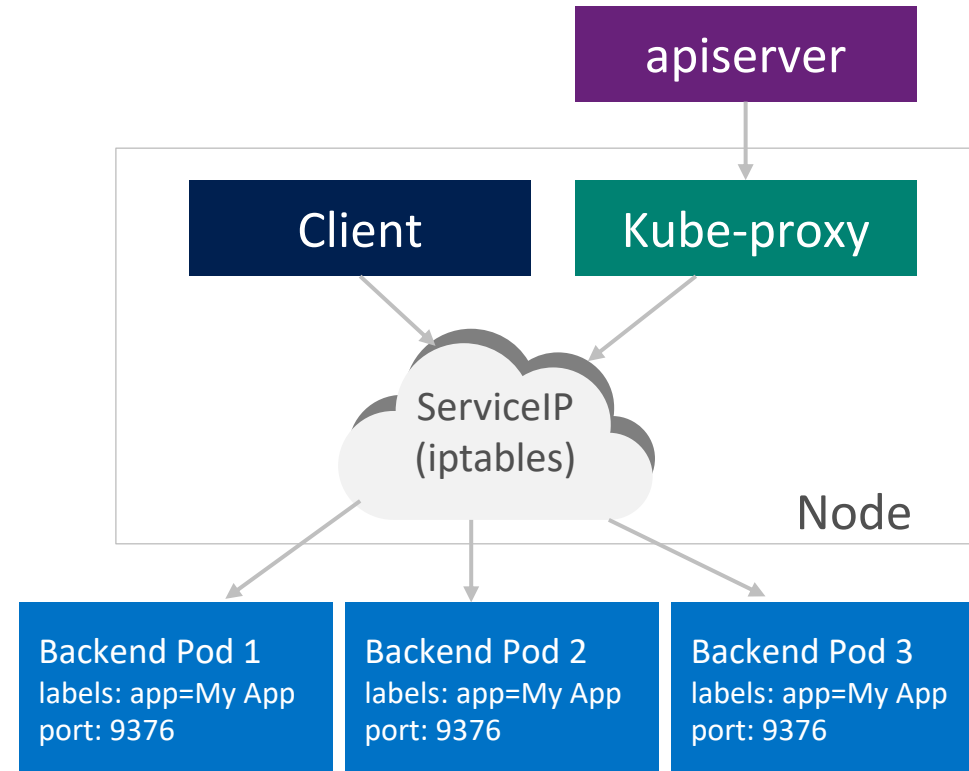 apiserver
Client
Kube-proxy
ServiceIP
(iptables)
Node
Backend Pod 1
labels: app=My App
port: 9376
Backend Pod 2
labels: app=My App
port: 9376
Backend Pod 3
labels: app=My App
port: 9376